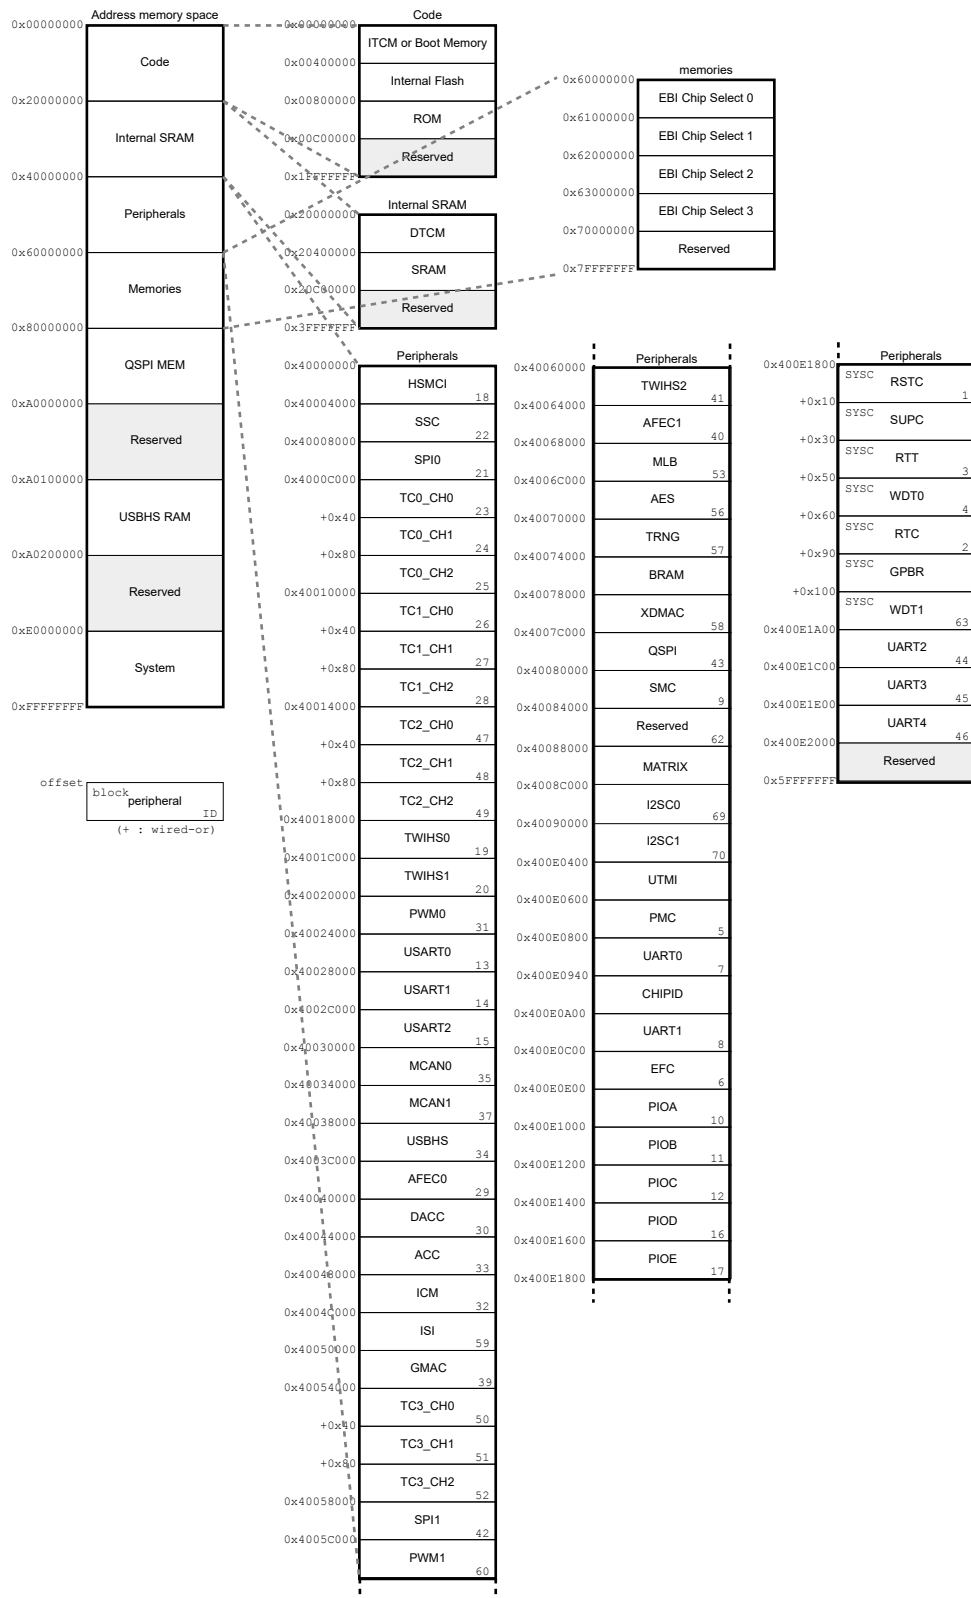 Address memory space
0x00000000
Code
0x20000000
Internal SRAM
0x40000000
Peripherals
0x60000000
Memories
0x80000000
QSPI MEM
0xA0000000
Reserved
0xA0100000
USBHS RAM
0xA0200000
Reserved
0xE0000000
System
0xFFFFFFFF
offset
block
peripheral
ID
(+ : wired-or)
Code
0x00000000
ITCM or Boot Memory
0x00400000
Internal Flash
0x00800000
ROM
0x00C00000
Reserved
0x1FFFFFFF
Internal SRAM
0x20000000
DTCM
0x20400000
SRAM
0x20C00000
Reserved
0x3FFFFFFF
Peripherals
0x40000000
HSMCI
18
0x40004000
SSC
22
0x40008000
SPI0
21
0x4000C000
TC0_CH0
23
+0x40
TC0_CH1
24
+0x80
TC0_CH2
25
0x40010000
TC1_CH0
26
+0x40
TC1_CH1
27
+0x80
TC1_CH2
28
0x40014000
TC2_CH0
47
+0x40
TC2_CH1
48
+0x80
TC2_CH2
49
0x40018000
TWIHS0
19
0x4001C000
TWIHS1
20
0x40020000
PWM0
31
0x40024000
USART0
13
0x40028000
USART1
14
0x4002C000
USART2
15
0x40030000
MCAN0
35
0x40034000
MCAN1
37
0x40038000
USBHS
34
0x4003C000
AFEC0
29
0x40040000
DACC
30
0x40044000
ACC
33
0x40048000
ICM
32
0x4004C000
ISI
59
0x40050000
GMAC
39
0x40054000
TC3_CH0
50
+0x40
TC3_CH1
51
+0x80
TC3_CH2
52
0x40058000
SPI1
42
0x4005C000
PWM1
60
memories
0x60000000
EBI Chip Select 0
0x61000000
EBI Chip Select 1
0x62000000
EBI Chip Select 2
0x63000000
EBI Chip Select 3
0x70000000
Reserved
0x7FFFFFFF
Peripherals
0x40060000
TWIHS2
41
0x40064000
AFEC1
40
0x40068000
MLB
53
0x4006C000
AES
56
0x40070000
TRNG
57
0x40074000
BRAM
0x40078000
XDMAC
58
0x4007C000
QSPI
43
0x40080000
SMC
9
0x40084000
Reserved
62
0x40088000
MATRIX
0x4008C000
I2SC0
69
0x40090000
I2SC1
70
0x400E0400
UTMI
0x400E0600
PMC
5
0x400E0800
UART0
7
0x400E0940
CHIPID
0x400E0A00
UART1
8
0x400E0C00
EFC
6
0x400E0E00
PIOA
10
0x400E1000
PIOB
11
0x400E1200
PIOC
12
0x400E1400
PIOD
16
0x400E1600
PIOE
17
0x400E1800
Peripherals
0x400E1800
SYSC
RSTC
1
+0x10
SYSC
SUPC
+0x30
SYSC
RTT
3
+0x50
SYSC
WDT0
4
+0x60
SYSC
RTC
2
+0x90
SYSC
GPBR
+0x100
SYSC
WDT1
63
0x400E1A00
UART2
44
0x400E1C00
UART3
45
0x400E1E00
UART4
46
0x400E2000
Reserved
0x5FFFFFFF